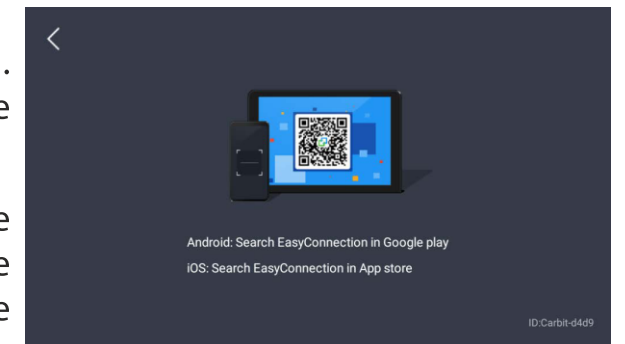 .
e
e
e
e
Android: Search EasyConnection in Google play
iOS: Search EasyConnection in App store
ID:Carbit-d4d9